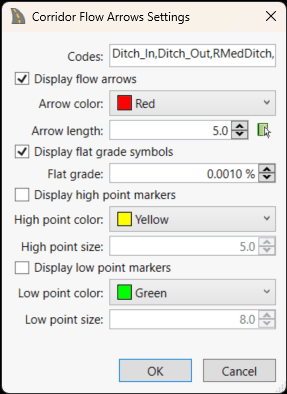 Corridor Flow Arrows Settings
Codes: Ditch_In,Ditch_Out,RMedDitch,
Display flow arrows
Arrow color: Red
Arrow length: 5.0
Display flat grade symbols
Flat grade: 0.0010 %
Display high point markers
High point color: Yellow
High point size: 5.0
Display low point markers
Low point color: Green
Low point size: 8.0
OK Cancel